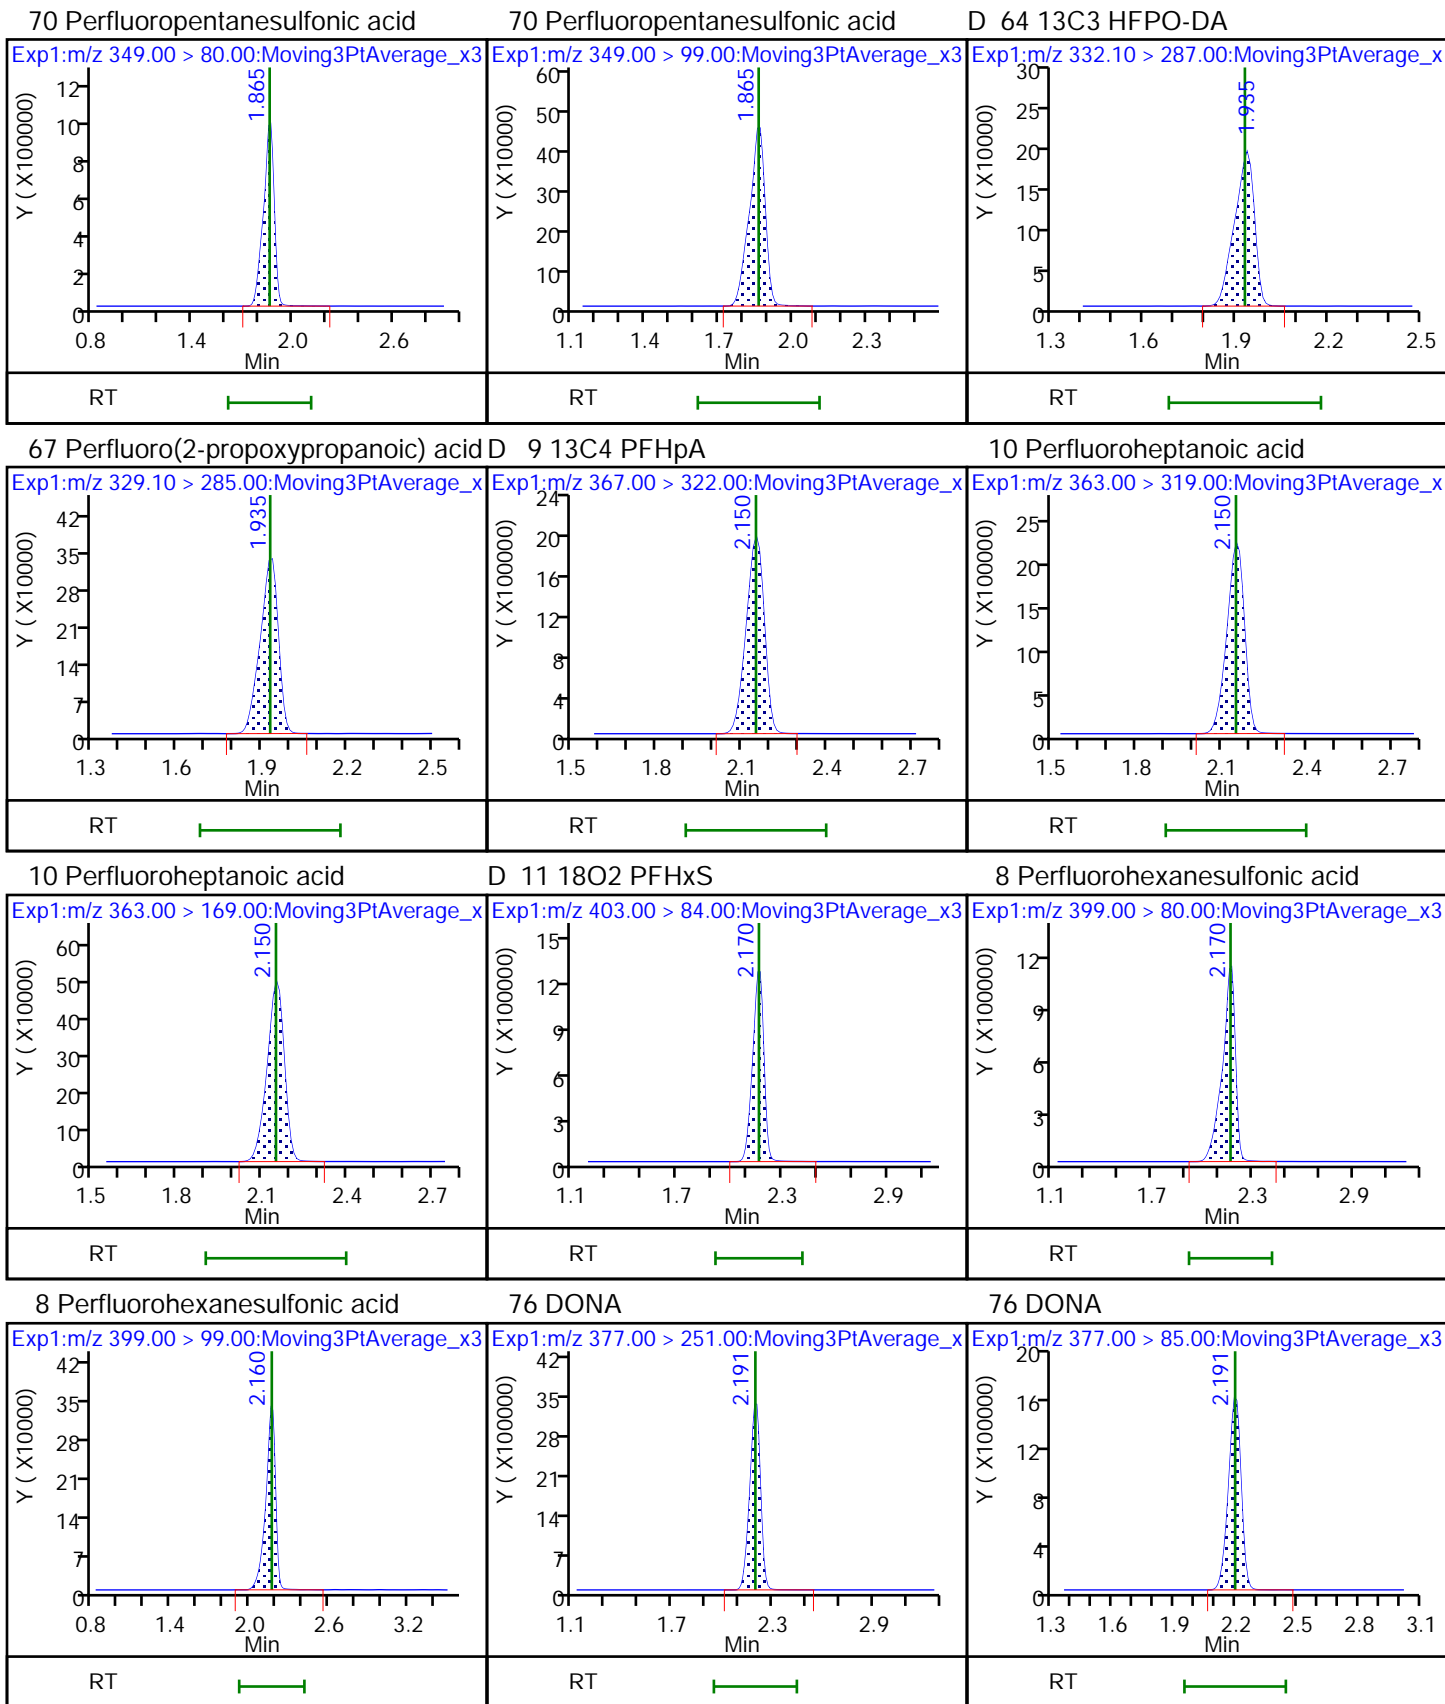 70 Perfluoropentanesulfonic acid
Exp1:m/z 349.00 > 80.00:Moving3PtAverage_x3
1.865
Y ( X100000)
12
10
8
6
4
2
0
0.8 1.4 2.0 2.6
Min
RT
70 Perfluoropentanesulfonic acid
Exp1:m/z 349.00 > 99.00:Moving3PtAverage_x3
1.865
Y ( X10000)
60
50
40
30
20
10
0
1.1 1.4 1.7 2.0 2.3
Min
RT
D 64 13C3 HFPO-DA
Exp1:m/z 332.10 > 287.00:Moving3PtAverage_x
1.935
Y ( X10000)
30
25
20
15
10
5
0
1.3 1.6 1.9 2.2 2.5
Min
RT
67 Perfluoro(2-propoxypropanoic) acid
Exp1:m/z 329.10 > 285.00:Moving3PtAverage_x
1.935
Y ( X10000)
42
35
28
21
14
7
0
1.3 1.6 1.9 2.2 2.5
Min
RT
D 9 13C4 PFHpA
Exp1:m/z 367.00 > 322.00:Moving3PtAverage_x
2.150
Y ( X100000)
24
20
16
12
8
4
0
1.5 1.8 2.1 2.4 2.7
Min
RT
10 Perfluoroheptanoic acid
Exp1:m/z 363.00 > 319.00:Moving3PtAverage_x
2.150
Y ( X100000)
25
20
15
10
5
0
1.5 1.8 2.1 2.4 2.7
Min
RT
10 Perfluoroheptanoic acid
Exp1:m/z 363.00 > 169.00:Moving3PtAverage_x
2.150
Y ( X10000)
60
50
40
30
20
10
0
1.5 1.8 2.1 2.4 2.7
Min
RT
D 11 18O2 PFHxS
Exp1:m/z 403.00 > 84.00:Moving3PtAverage_x3
2.170
Y ( X100000)
15
12
9
6
3
0
1.1 1.7 2.3 2.9
Min
RT
8 Perfluorohexanesulfonic acid
Exp1:m/z 399.00 > 80.00:Moving3PtAverage_x3
2.170
Y ( X100000)
12
9
6
3
0
1.1 1.7 2.3 2.9
Min
RT
8 Perfluorohexanesulfonic acid
Exp1:m/z 399.00 > 99.00:Moving3PtAverage_x3
2.160
Y ( X10000)
42
35
28
21
14
7
0
0.8 1.4 2.0 2.6 3.2
Min
RT
76 DONA
Exp1:m/z 377.00 > 251.00:Moving3PtAverage_x
2.191
Y ( X100000)
42
35
28
21
14
7
0
1.1 1.7 2.3 2.9
Min
RT
76 DONA
Exp1:m/z 377.00 > 85.00:Moving3PtAverage_x3
2.191
Y ( X100000)
20
16
12
8
4
0
1.3 1.6 1.9 2.2 2.5 2.8 3.1
Min
RT